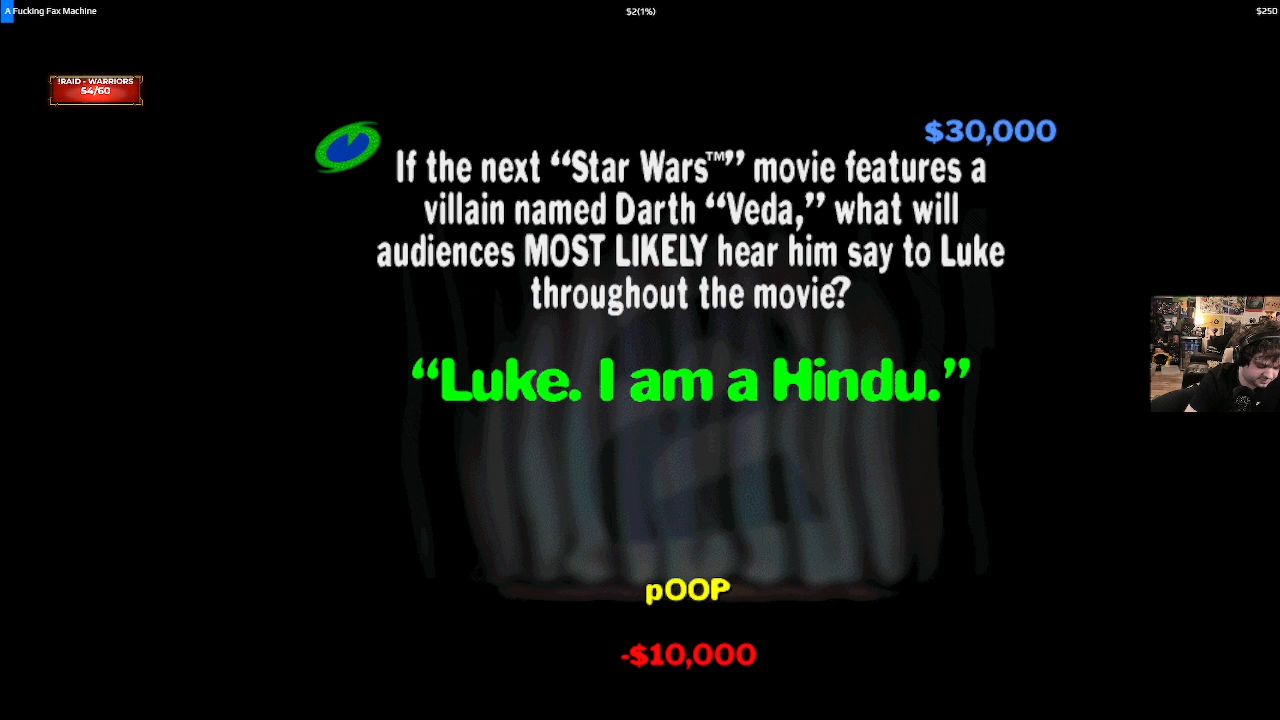 A Fucking Fax Machine
$2(1%)
$250
!RAID - WARRIORS
54/60
$30,000
If the next “Star Wars™” movie features a
villain named Darth “Veda,” what will
audiences MOST LIKELY hear him say to Luke
throughout the movie?
“Luke. I am a Hindu.”
pOOP
-$10,000